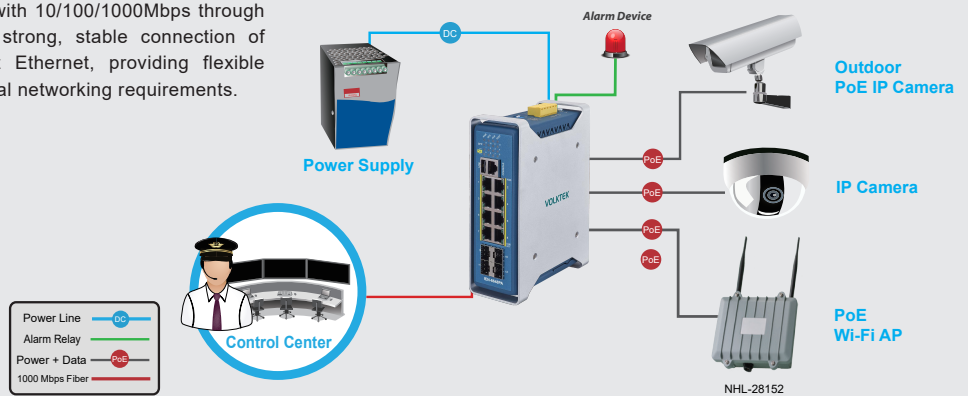 with 10/100/1000Mbps through
strong, stable connection of
Ethernet, providing flexible
networking requirements.
Alarm Device
DC
Outdoor
PoE IP Camera
Power Supply
PoE
PoE
IP Camera
VOLKTEK
PoE
PoE
Control Center
PoE
Wi-Fi AP
NHL-28152
Power Line
DC
Alarm Relay
Power + Data
PoE
1000 Mbps Fiber